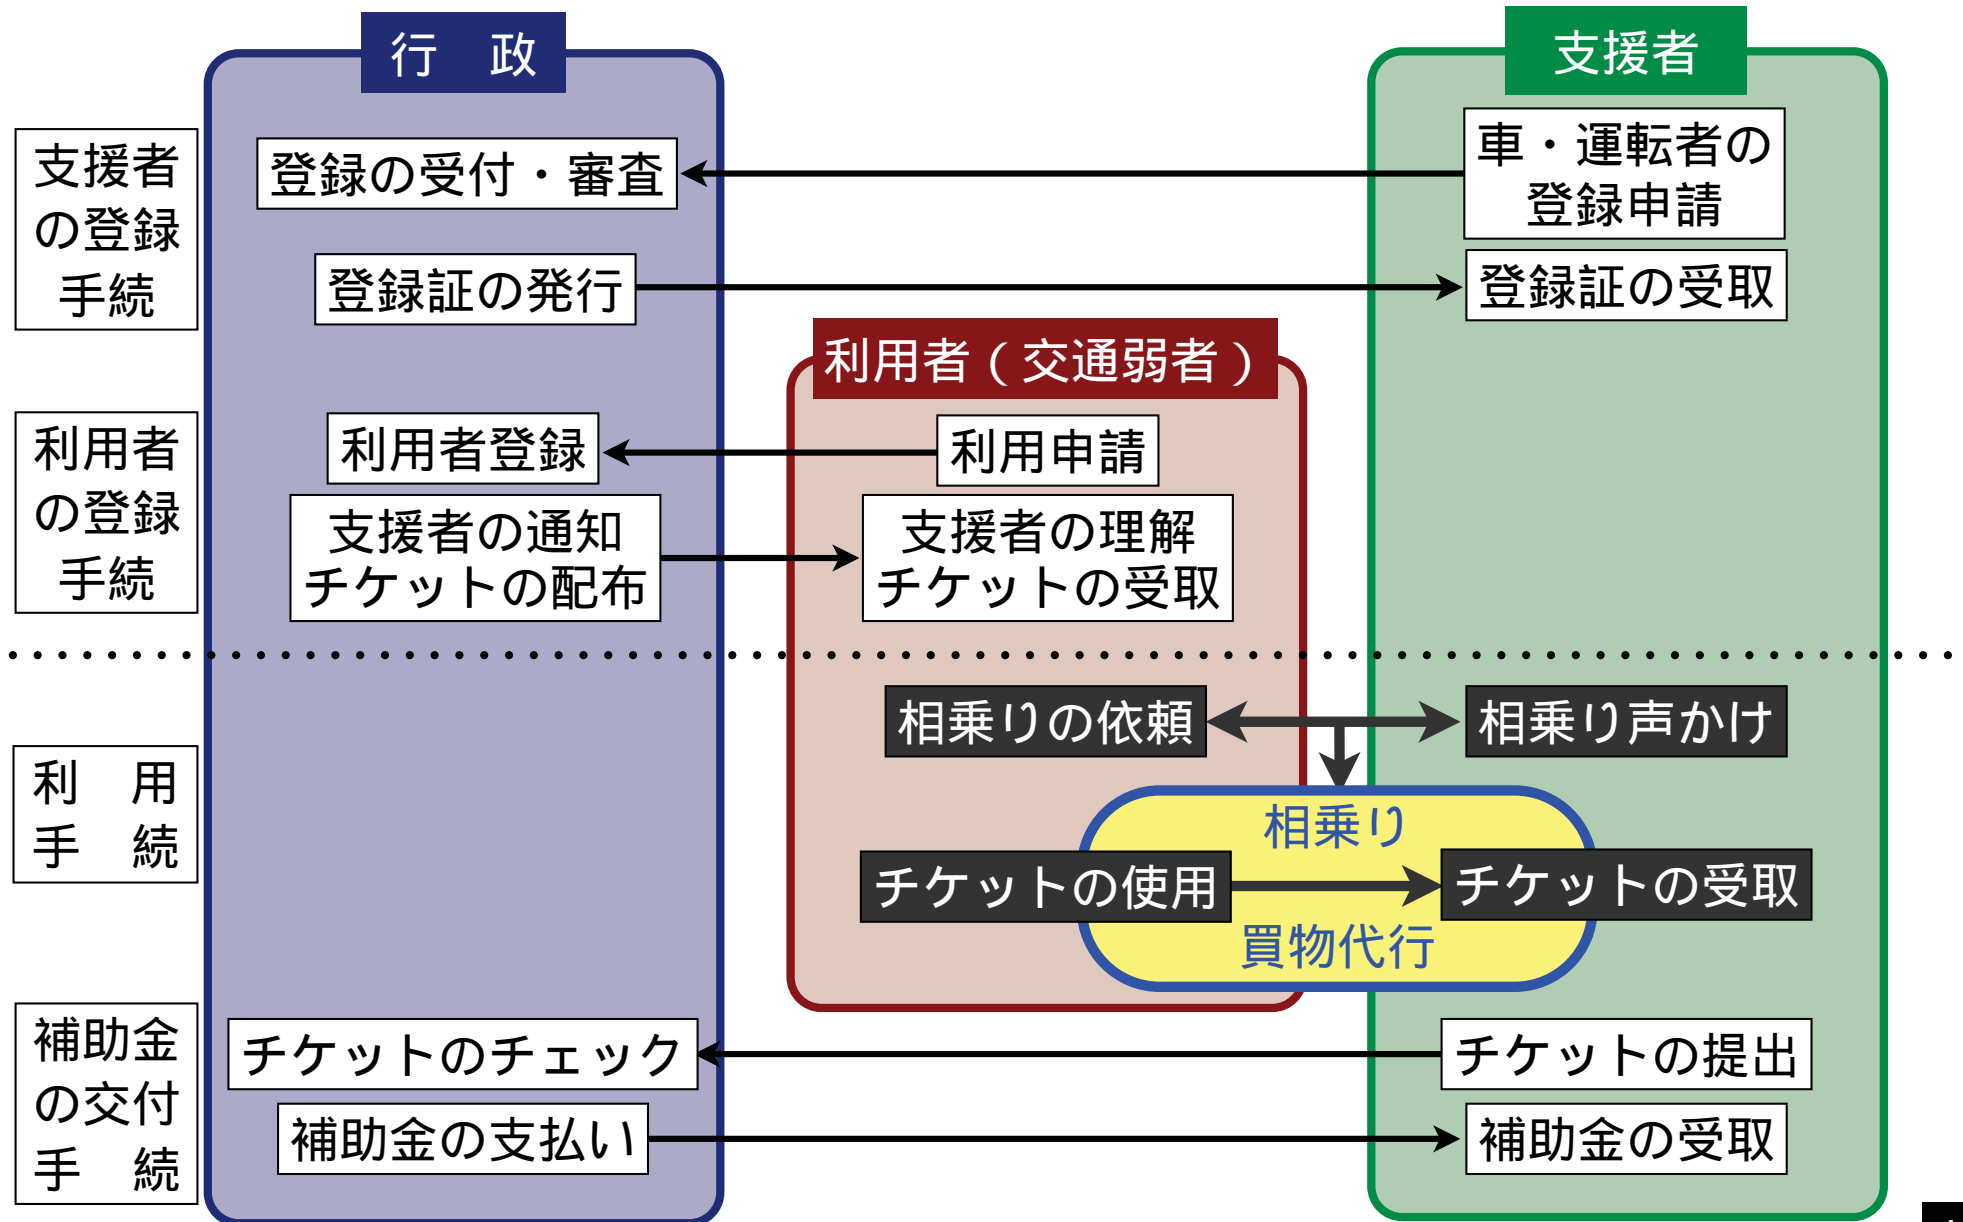 行　政
支援者
支援者
の登録
手続
登録の受付・審査
車・運転者の
登録申請
登録証の発行
登録証の受取
利用者（交通弱者）
利用者
の登録
手続
利用者登録
利用申請
支援者の通知
チケットの配布
支援者の理解
チケットの受取
利　用
手　続
相乗りの依頼
相乗り声かけ
相乗り
チケットの使用
チケットの受取
買物代行
補助金
の交付
手　続
チケットのチェック
チケットの提出
補助金の支払い
補助金の受取